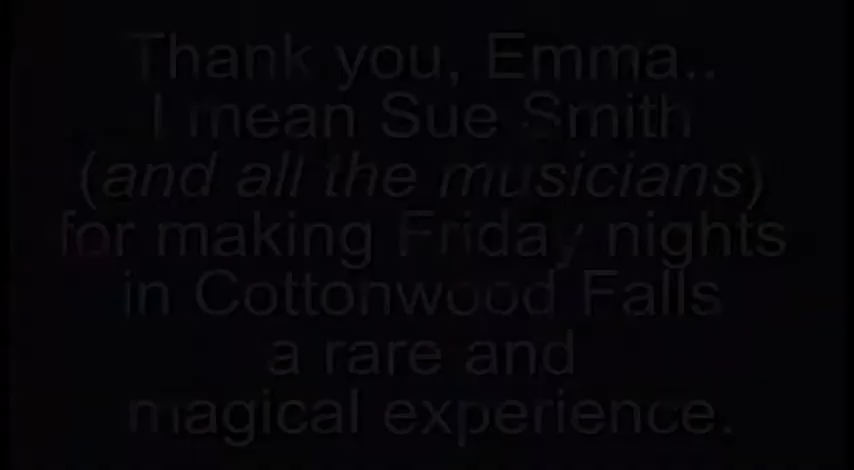 Thank you, Emma..
I mean Sue Smith
(and all the musicians)
for making Friday nights
in Cottonwood Falls
a rare and
magical experience.